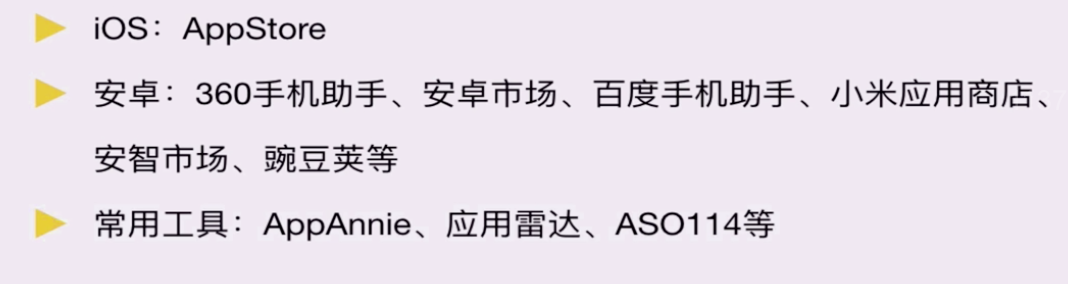 iOS：AppStore
安卓：360手机助手、安卓市场、百度手机助手、小米应用商店、
安智市场、豌豆荚等
常用工具：AppAnnie、应用雷达、ASO114等